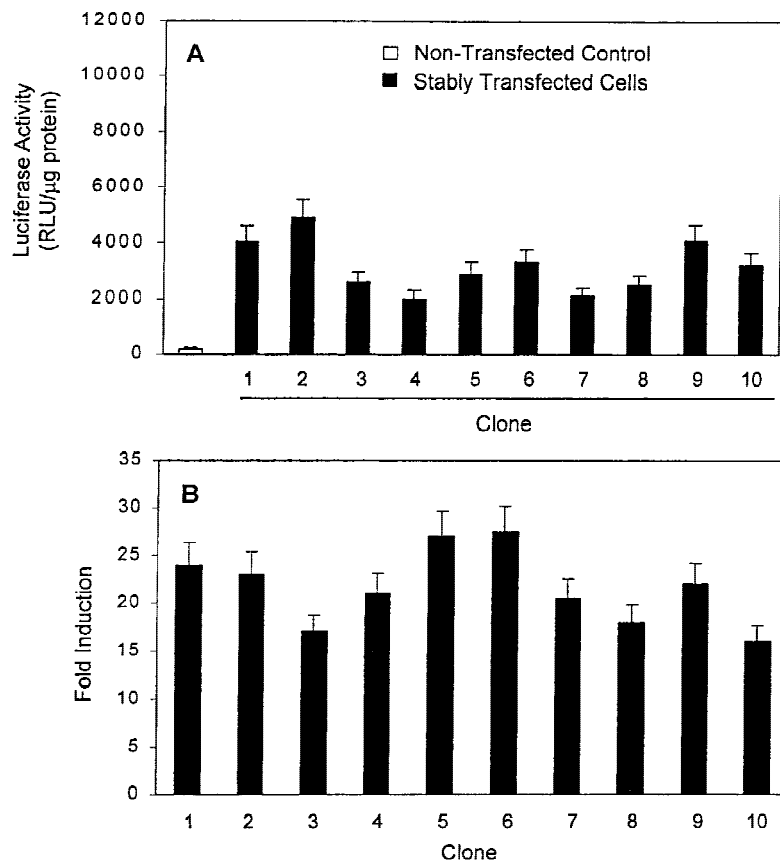 A
Non-Transfected Control
Stably Transfected Cells
Luciferase Activity
(RLU/µg protein)
12000
10000
8000
6000
4000
2000
0
1 2 3 4 5 6 7 8 9 10
Clone
B
Fold Induction
35
30
25
20
15
10
5
0
1 2 3 4 5 6 7 8 9 10
Clone